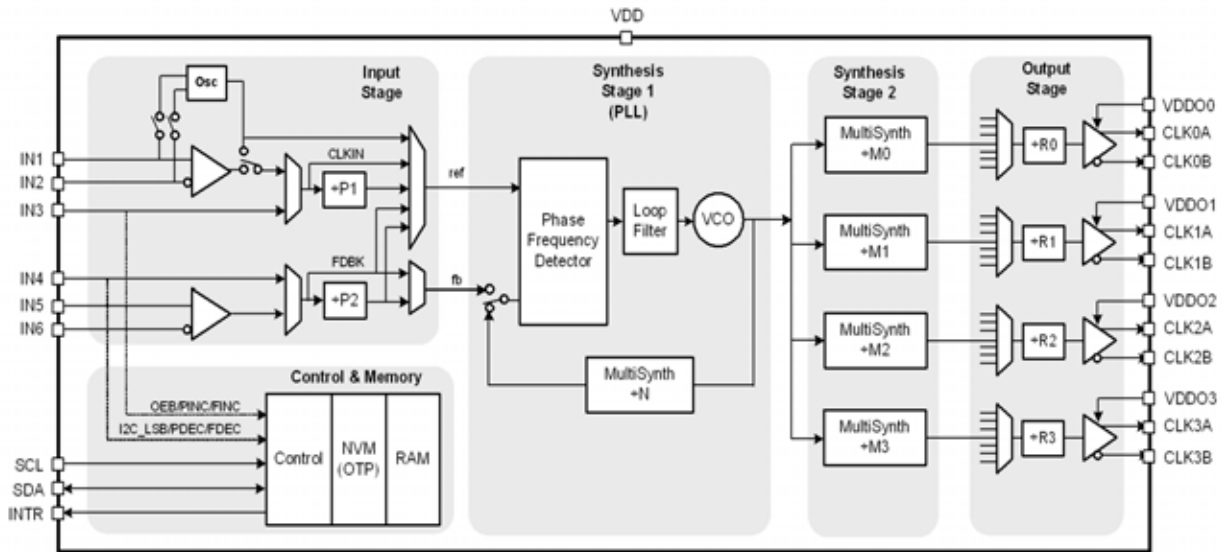 VDD
Input
Stage
Osc
IN1
IN2
IN3
CLKIN
÷P1
ref
IN4
IN5
IN6
FDBK
÷P2
fb
Synthesis
Stage 1
(PLL)
Phase
Frequency
Detector
Loop
Filter
VCO
MultiSynth
÷N
Synthesis
Stage 2
MultiSynth
÷M0
MultiSynth
÷M1
MultiSynth
÷M2
MultiSynth
÷M3
Output
Stage
÷R0
÷R1
÷R2
÷R3
VDDO0
CLK0A
CLK0B
VDDO1
CLK1A
CLK1B
VDDO2
CLK2A
CLK2B
VDDO3
CLK3A
CLK3B
Control & Memory
OEB/PINC/FINC
I2C_LSB/PDEC/FDEC
SCL
SDA
INTR
Control
NVM
(OTP)
RAM